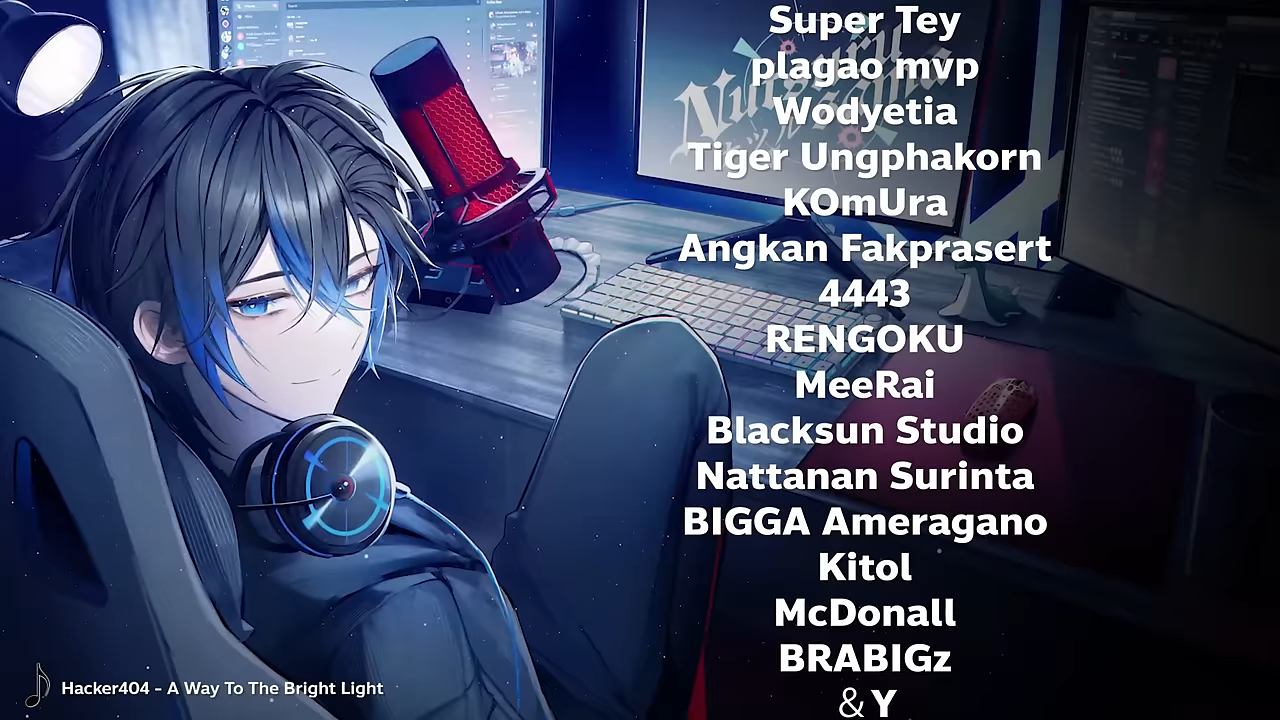 Super Tey
plagao mvp
Wodyetia
Tiger Ungphakorn
KOmUra
Angkan Fakprasert
4443
RENGOKU
MeeRai
Blacksun Studio
Nattanan Surinta
BIGGA Ameragano
Kitol
McDonall
BRABIGz
& Y
Hacker404 - A Way To The Bright Light